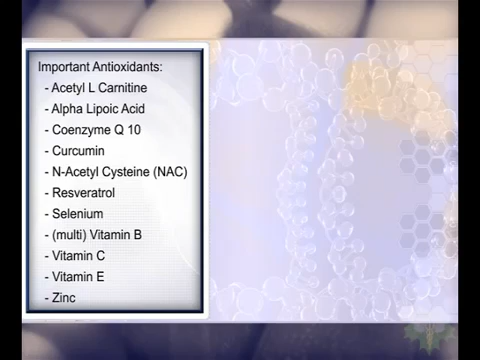 Important Antioxidants:
- Acetyl L Carnitine
- Alpha Lipoic Acid
- Coenzyme Q 10
- Curcumin
- N-Acetyl Cysteine (NAC)
- Resveratrol
- Selenium
- (multi) Vitamin B
- Vitamin C
- Vitamin E
- Zinc